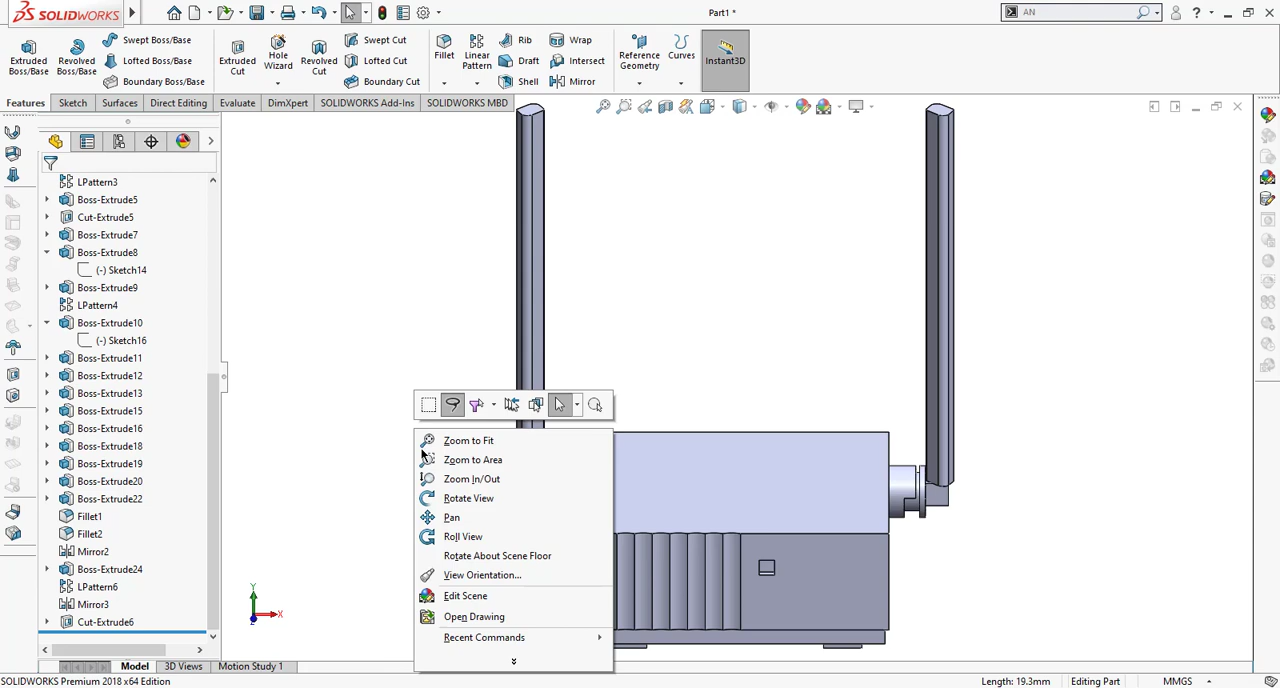 SOLIDWORKS
Part1 *
AN
Extruded Boss/Base
Revolved Boss/Base
Swept Boss/Base
Lofted Boss/Base
Boundary Boss/Base
Extruded Cut
Hole Wizard
Revolved Cut
Swept Cut
Lofted Cut
Boundary Cut
Fillet
Linear Pattern
Rib
Draft
Shell
Wrap
Intersect
Mirror
Reference Geometry
Curves
Instant3D
Features
Sketch
Surfaces
Direct Editing
Evaluate
DimXpert
SOLIDWORKS Add-Ins
SOLIDWORKS MBD
LPattern3
Boss-Extrude5
Cut-Extrude5
Boss-Extrude7
Boss-Extrude8
(-) Sketch14
Boss-Extrude9
LPattern4
Boss-Extrude10
(-) Sketch16
Boss-Extrude11
Boss-Extrude12
Boss-Extrude13
Boss-Extrude15
Boss-Extrude16
Boss-Extrude18
Boss-Extrude19
Boss-Extrude20
Boss-Extrude22
Fillet1
Fillet2
Mirror2
Boss-Extrude24
LPattern6
Mirror3
Cut-Extrude6
Zoom to Fit
Zoom to Area
Zoom In/Out
Rotate View
Pan
Roll View
Rotate About Scene Floor
View Orientation...
Edit Scene
Open Drawing
Recent Commands
Y
X
Z
Model
3D Views
Motion Study 1
SOLIDWORKS Premium 2018 x64 Edition
Length: 19.3mm
Editing Part
MMGS